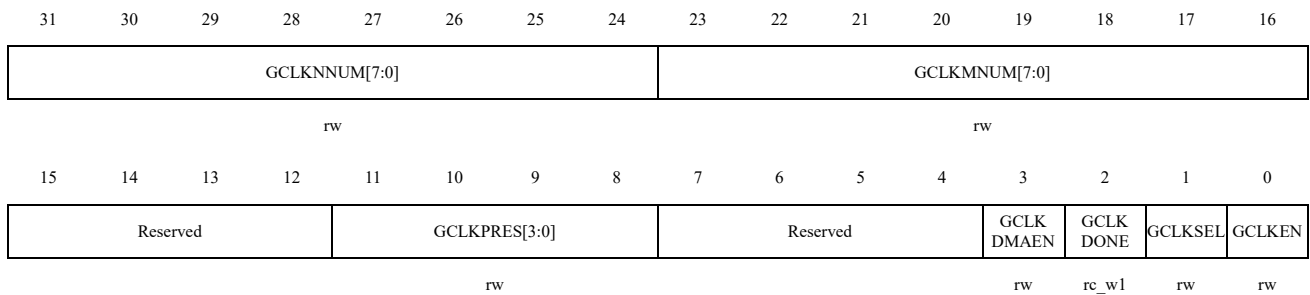 31 30 29 28 27 26 25 24 23 22 21 20 19 18 17 16
GCLKNNUM[7:0] GCLKMNUM[7:0]
rw rw
15 14 13 12 11 10 9 8 7 6 5 4 3 2 1 0
Reserved GCLKPRES[3:0] Reserved GCLK DMAEN GCLK DONE GCLKSEL GCLKEN
rw rw rc_w1 rw rw